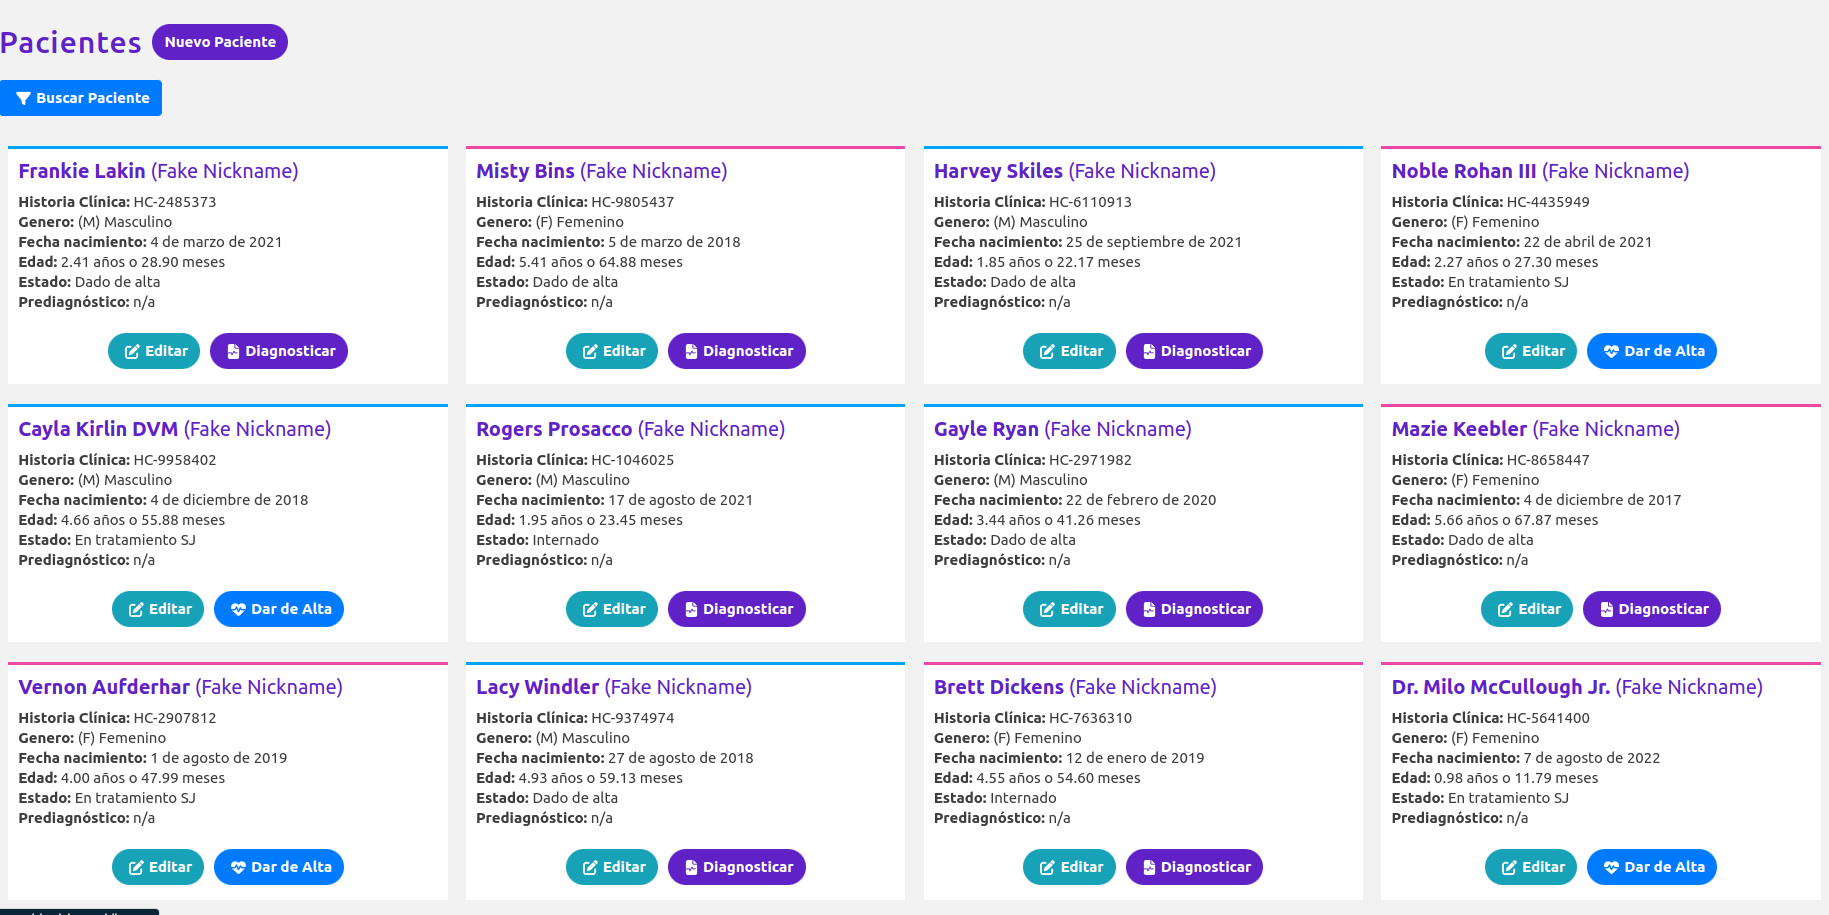 Pacientes Nuevo Paciente
Buscar Paciente
Frankie Lakin (Fake Nickname)
Historia Clínica: HC-2485373
Genero: (M) Masculino
Fecha nacimiento: 4 de marzo de 2021
Edad: 2.41 años o 28.90 meses
Estado: Dado de alta
Prediagnóstico: n/a
Editar Diagnosticar
Misty Bins (Fake Nickname)
Historia Clínica: HC-9805437
Genero: (F) Femenino
Fecha nacimiento: 5 de marzo de 2018
Edad: 5.41 años o 64.88 meses
Estado: Dado de alta
Prediagnóstico: n/a
Editar Diagnosticar
Harvey Skiles (Fake Nickname)
Historia Clínica: HC-6110913
Genero: (M) Masculino
Fecha nacimiento: 25 de septiembre de 2021
Edad: 1.85 años o 22.17 meses
Estado: Dado de alta
Prediagnóstico: n/a
Editar Diagnosticar
Noble Rohan III (Fake Nickname)
Historia Clínica: HC-4435949
Genero: (F) Femenino
Fecha nacimiento: 22 de abril de 2021
Edad: 2.27 años o 27.30 meses
Estado: En tratamiento SJ
Prediagnóstico: n/a
Editar Dar de Alta
Cayla Kirlin DVM (Fake Nickname)
Historia Clínica: HC-9958402
Genero: (M) Masculino
Fecha nacimiento: 4 de diciembre de 2018
Edad: 4.66 años o 55.88 meses
Estado: En tratamiento SJ
Prediagnóstico: n/a
Editar Dar de Alta
Rogers Prosacco (Fake Nickname)
Historia Clínica: HC-1046025
Genero: (M) Masculino
Fecha nacimiento: 17 de agosto de 2021
Edad: 1.95 años o 23.45 meses
Estado: Internado
Prediagnóstico: n/a
Editar Diagnosticar
Gayle Ryan (Fake Nickname)
Historia Clínica: HC-2971982
Genero: (M) Masculino
Fecha nacimiento: 22 de febrero de 2020
Edad: 3.44 años o 41.26 meses
Estado: Dado de alta
Prediagnóstico: n/a
Editar Diagnosticar
Mazie Keebler (Fake Nickname)
Historia Clínica: HC-8658447
Genero: (F) Femenino
Fecha nacimiento: 4 de diciembre de 2017
Edad: 5.66 años o 67.87 meses
Estado: Dado de alta
Prediagnóstico: n/a
Editar Diagnosticar
Vernon Aufderhar (Fake Nickname)
Historia Clínica: HC-2907812
Genero: (F) Femenino
Fecha nacimiento: 1 de agosto de 2019
Edad: 4.00 años o 47.99 meses
Estado: En tratamiento SJ
Prediagnóstico: n/a
Editar Dar de Alta
Lacy Windler (Fake Nickname)
Historia Clínica: HC-9374974
Genero: (M) Masculino
Fecha nacimiento: 27 de agosto de 2018
Edad: 4.93 años o 59.13 meses
Estado: Dado de alta
Prediagnóstico: n/a
Editar Diagnosticar
Brett Dickens (Fake Nickname)
Historia Clínica: HC-7636310
Genero: (F) Femenino
Fecha nacimiento: 12 de enero de 2019
Edad: 4.55 años o 54.60 meses
Estado: Internado
Prediagnóstico: n/a
Editar Diagnosticar
Dr. Milo McCullough Jr. (Fake Nickname)
Historia Clínica: HC-5641400
Genero: (F) Femenino
Fecha nacimiento: 7 de agosto de 2022
Edad: 0.98 años o 11.79 meses
Estado: En tratamiento SJ
Prediagnóstico: n/a
Editar Dar de Alta